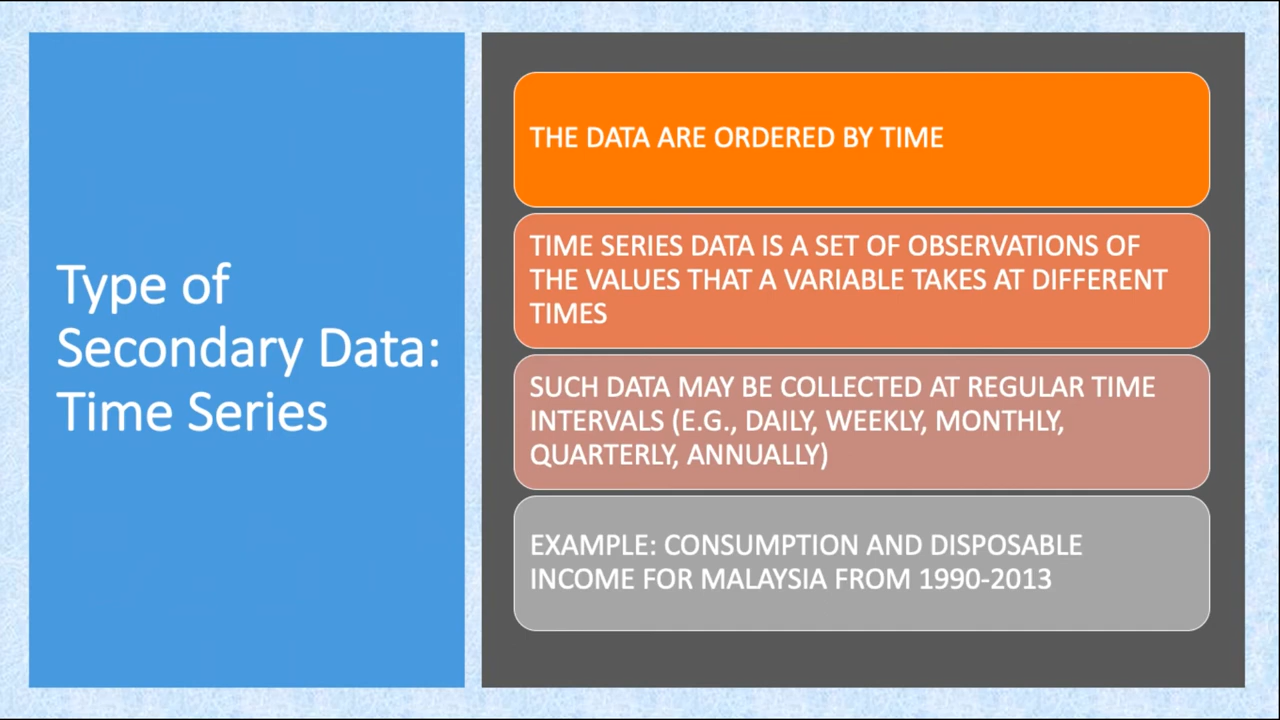 Type of
Secondary Data:
Time Series
THE DATA ARE ORDERED BY TIME
TIME SERIES DATA IS A SET OF OBSERVATIONS OF
THE VALUES THAT A VARIABLE TAKES AT DIFFERENT
TIMES
SUCH DATA MAY BE COLLECTED AT REGULAR TIME
INTERVALS (E.G., DAILY, WEEKLY, MONTHLY,
QUARTERLY, ANNUALLY)
EXAMPLE: CONSUMPTION AND DISPOSABLE
INCOME FOR MALAYSIA FROM 1990-2013